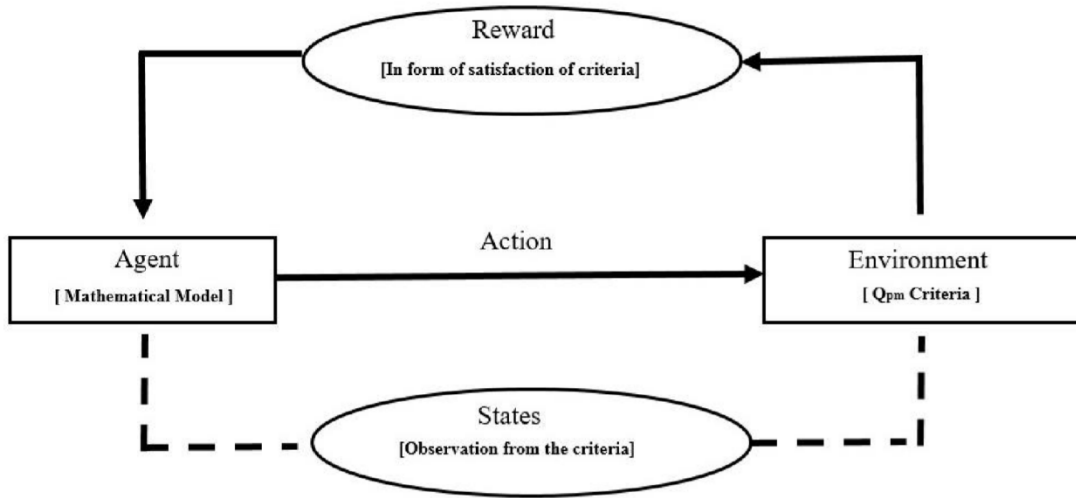 Reward
[In form of satisfaction of criteria]
Action
Agent
[ Mathematical Model ]
Environment
[ Qpm Criteria ]
States
[Observation from the criteria]